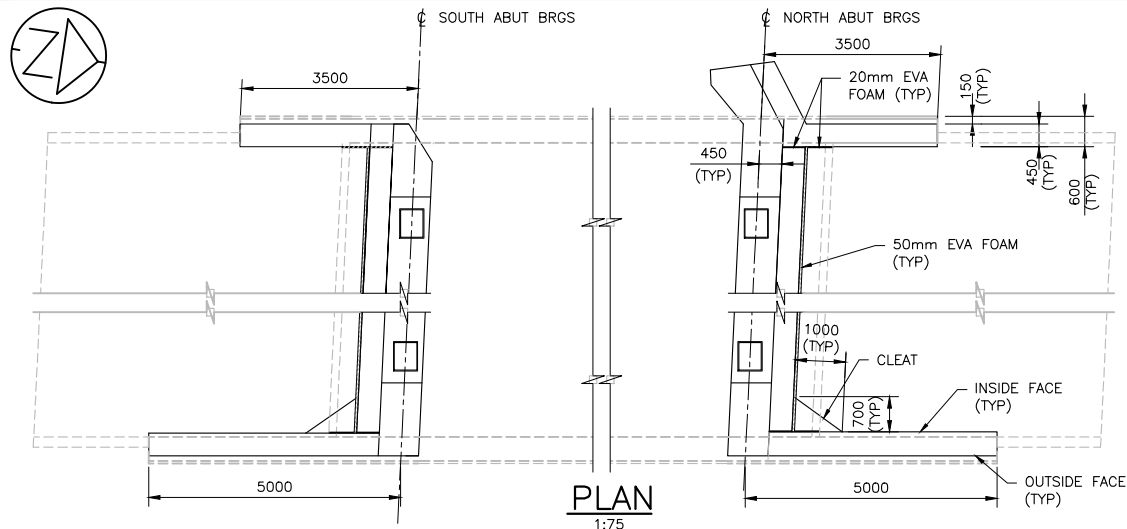 ℄ SOUTH ABUT BRGS
℄ NORTH ABUT BRGS
N
3500
3500
20mm EVA
FOAM (TYP)
150
(TYP)
450
(TYP)
450
(TYP)
600
(TYP)
50mm EVA FOAM
(TYP)
1000
(TYP)
CLEAT
700
(TYP)
INSIDE FACE
(TYP)
OUTSIDE FACE
(TYP)
5000
5000
PLAN
1:75